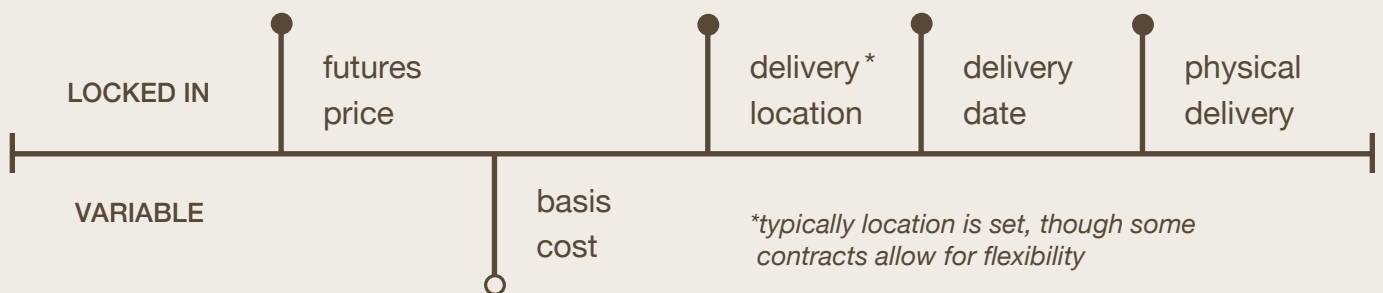 LOCKED IN
futures
price
delivery*
location
delivery
date
physical
delivery
VARIABLE
basis
cost
*typically location is set, though some
contracts allow for flexibility